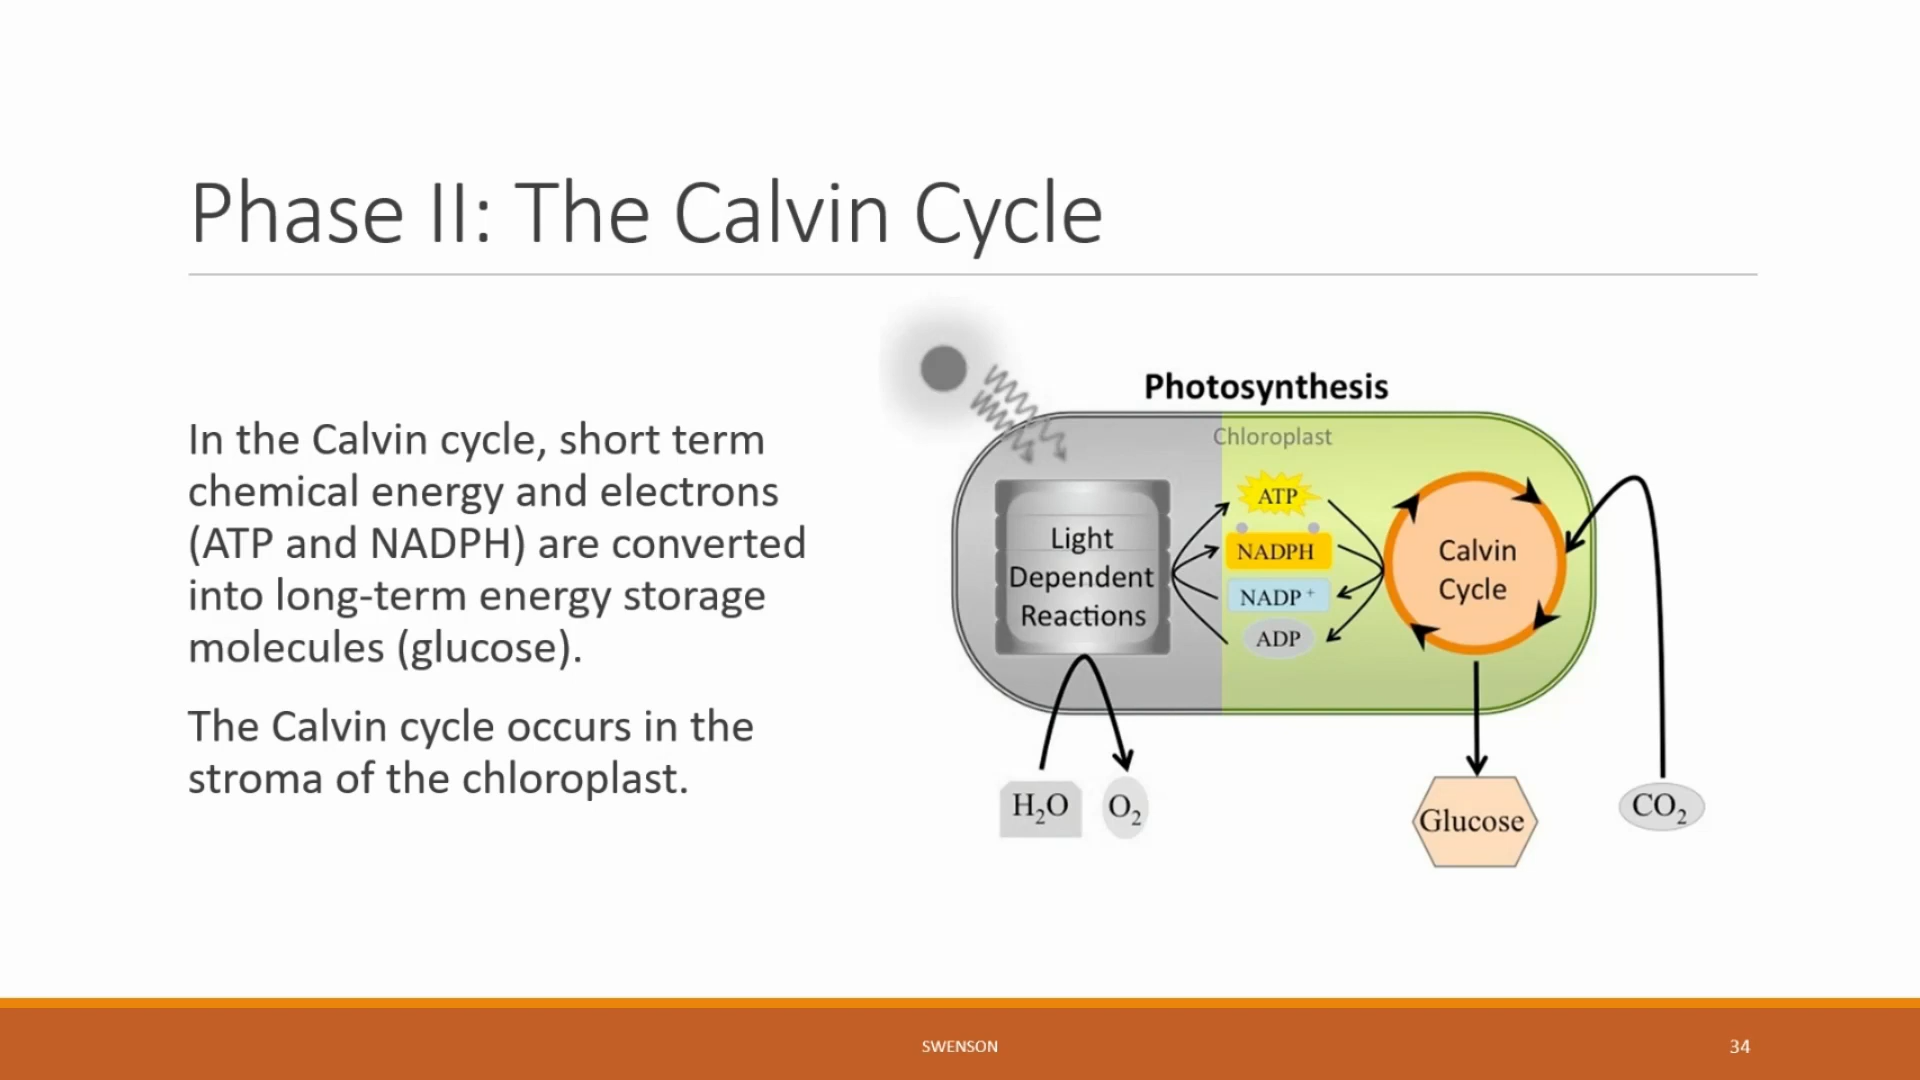 Phase II: The Calvin Cycle
In the Calvin cycle, short term
chemical energy and electrons
(ATP and NADPH) are converted
into long-term energy storage
molecules (glucose).
The Calvin cycle occurs in the
stroma of the chloroplast.
Photosynthesis
Chloroplast
Light
Dependent
Reactions
ATP
NADPH
NADP⁺
ADP
Calvin
Cycle
H₂O
O₂
Glucose
CO₂
SWENSON
34